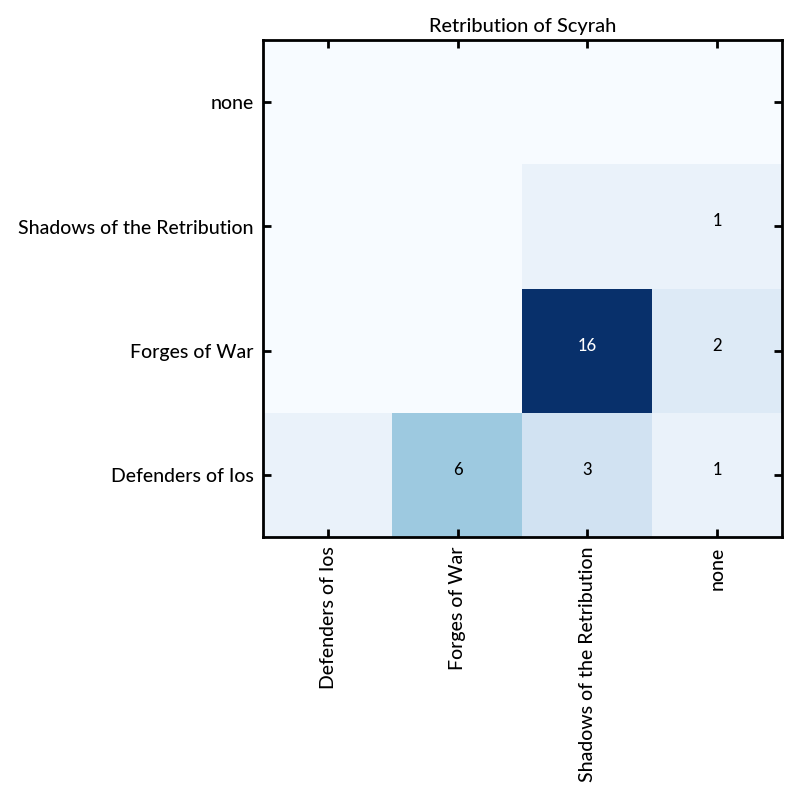 Retribution of Scyrah
none
Shadows of the Retribution
1
Forges of War
16
2
Defenders of Ios
6
3
1
Defenders of Ios
Forges of War
Shadows of the Retribution
none